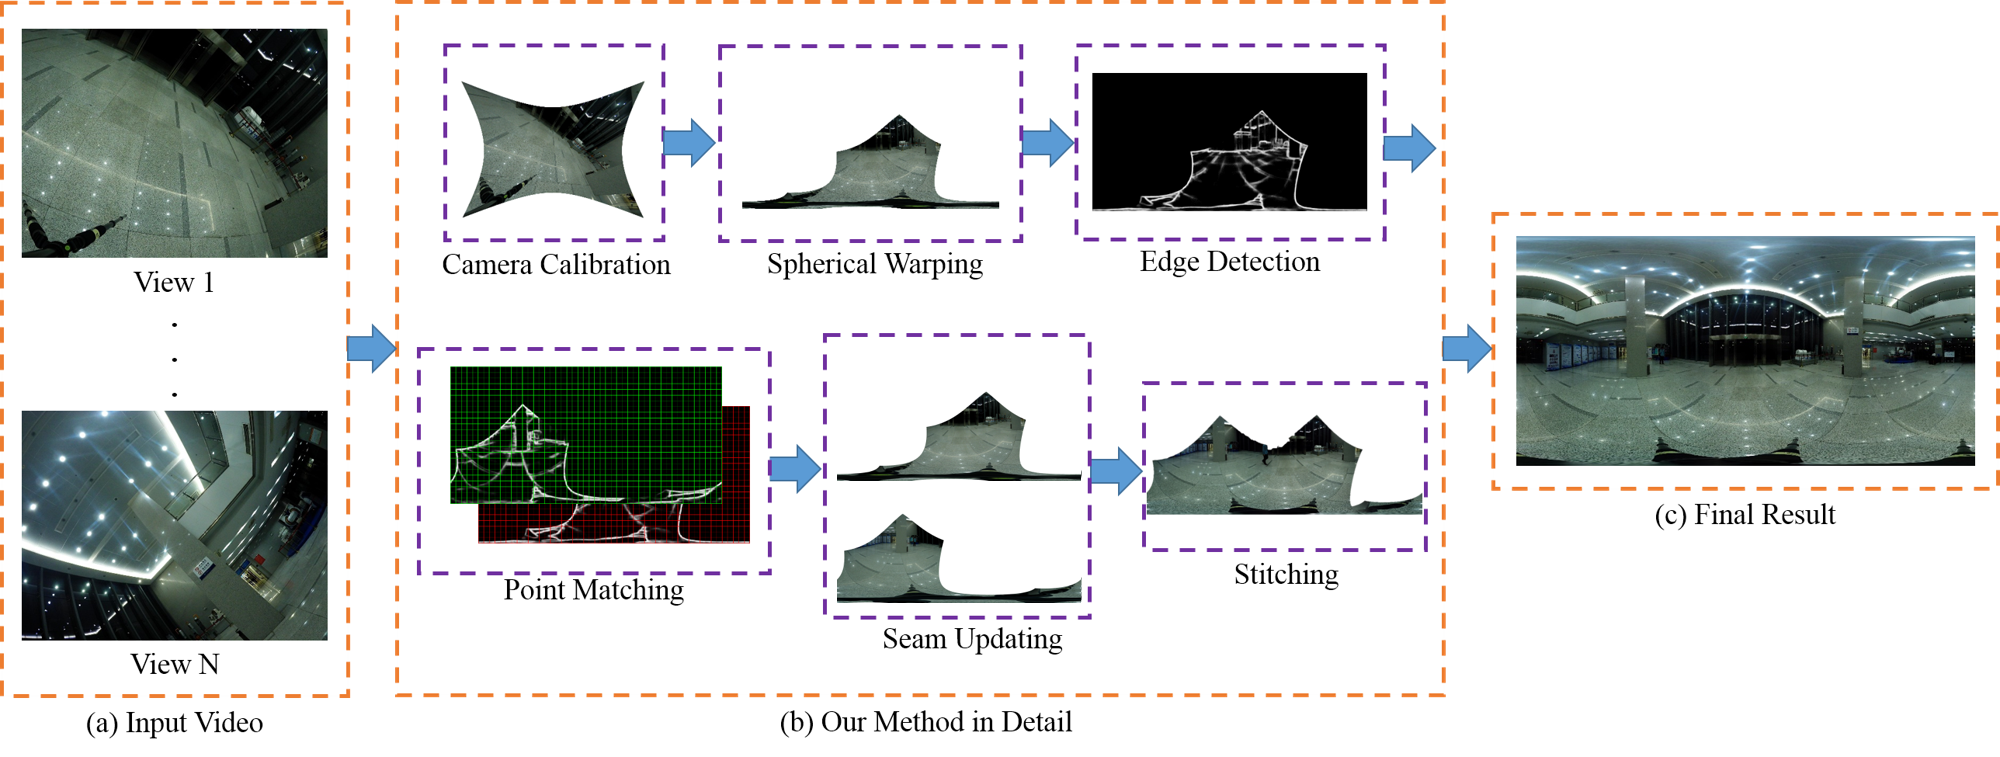 View 1
View N
(a) Input Video
Camera Calibration
Spherical Warping
Edge Detection
Point Matching
Seam Updating
Stitching
(b) Our Method in Detail
(c) Final Result